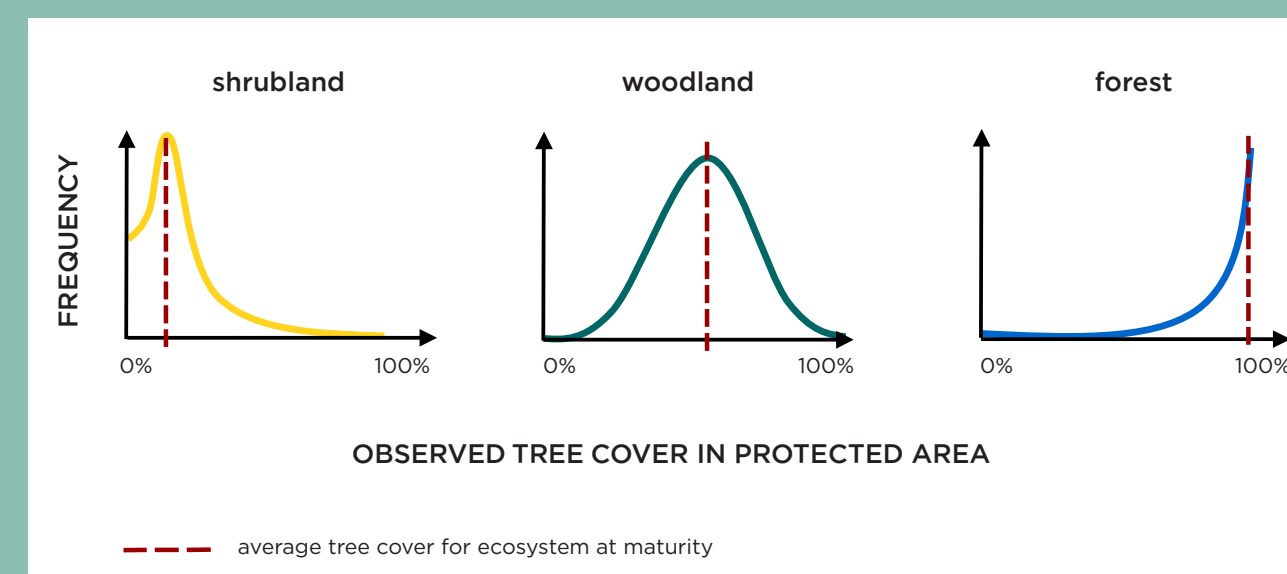 shrubland
woodland
forest
FREQUENCY
0%
100%
0%
100%
0%
100%
OBSERVED TREE COVER IN PROTECTED AREA
average tree cover for ecosystem at maturity